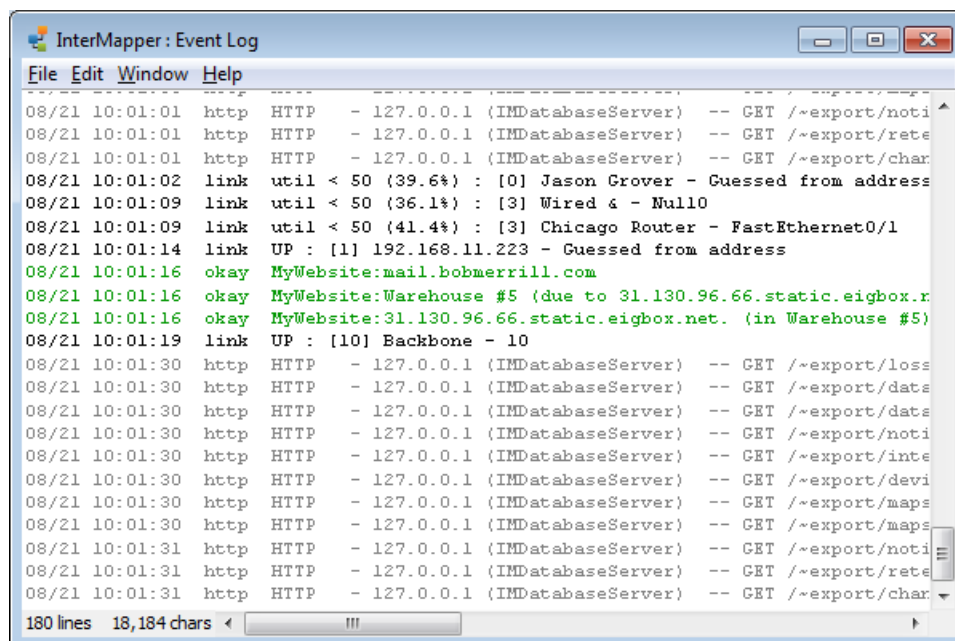 InterMapper : Event Log
File Edit Window Help
08/21 10:01:01 http HTTP - 127.0.0.1 (IMDatabaseServer) -- GET /~export/noti
08/21 10:01:01 http HTTP - 127.0.0.1 (IMDatabaseServer) -- GET /~export/rete
08/21 10:01:01 http HTTP - 127.0.0.1 (IMDatabaseServer) -- GET /~export/chan
08/21 10:01:02 link util < 50 (39.6%) : [0] Jason Grover - Guessed from address
08/21 10:01:09 link util < 50 (36.1%) : [3] Wired & - Null0
08/21 10:01:09 link util < 50 (41.4%) : [3] Chicago Router - FastEthernet0/1
08/21 10:01:14 link UP : [1] 192.168.11.223 - Guessed from address
08/21 10:01:16 okay MyWebsite:mail.bobmerrill.com
08/21 10:01:16 okay MyWebsite:Warehouse #5 (due to 31.130.96.66.static.eigbox.n
08/21 10:01:16 okay MyWebsite:31.130.96.66.static.eigbox.net. (in Warehouse #5)
08/21 10:01:19 link UP : [10] Backbone - 10
08/21 10:01:30 http HTTP - 127.0.0.1 (IMDatabaseServer) -- GET /~export/loss
08/21 10:01:30 http HTTP - 127.0.0.1 (IMDatabaseServer) -- GET /~export/data
08/21 10:01:30 http HTTP - 127.0.0.1 (IMDatabaseServer) -- GET /~export/data
08/21 10:01:30 http HTTP - 127.0.0.1 (IMDatabaseServer) -- GET /~export/noti
08/21 10:01:30 http HTTP - 127.0.0.1 (IMDatabaseServer) -- GET /~export/inte
08/21 10:01:30 http HTTP - 127.0.0.1 (IMDatabaseServer) -- GET /~export/devi
08/21 10:01:30 http HTTP - 127.0.0.1 (IMDatabaseServer) -- GET /~export/maps
08/21 10:01:30 http HTTP - 127.0.0.1 (IMDatabaseServer) -- GET /~export/maps
08/21 10:01:31 http HTTP - 127.0.0.1 (IMDatabaseServer) -- GET /~export/noti
08/21 10:01:31 http HTTP - 127.0.0.1 (IMDatabaseServer) -- GET /~export/rete
08/21 10:01:31 http HTTP - 127.0.0.1 (IMDatabaseServer) -- GET /~export/chan
180 lines 18,184 chars